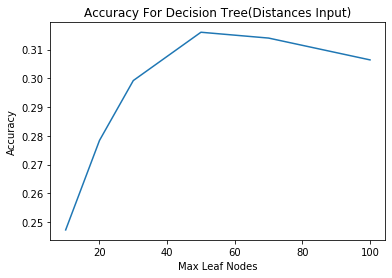 Accuracy For Decision Tree(Distances Input)
0.31
0.30
0.29
0.28
0.27
0.26
0.25
Accuracy
20 40 60 80 100
Max Leaf Nodes